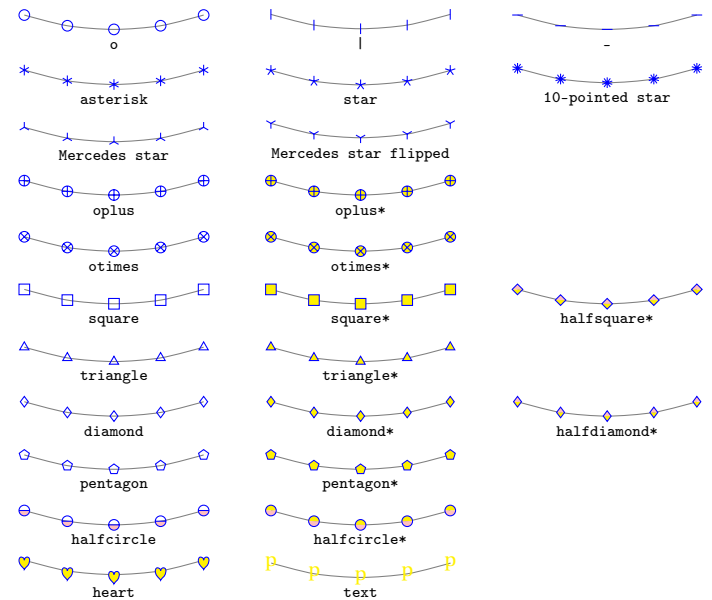 o | -
asterisk star 10-pointed star
Mercedes star Mercedes star flipped
oplus oplus*
otimes otimes*
square square* halfsquare*
triangle triangle*
diamond diamond* halfdiamond*
pentagon pentagon*
halfcircle halfcircle*
p p p p p
heart text